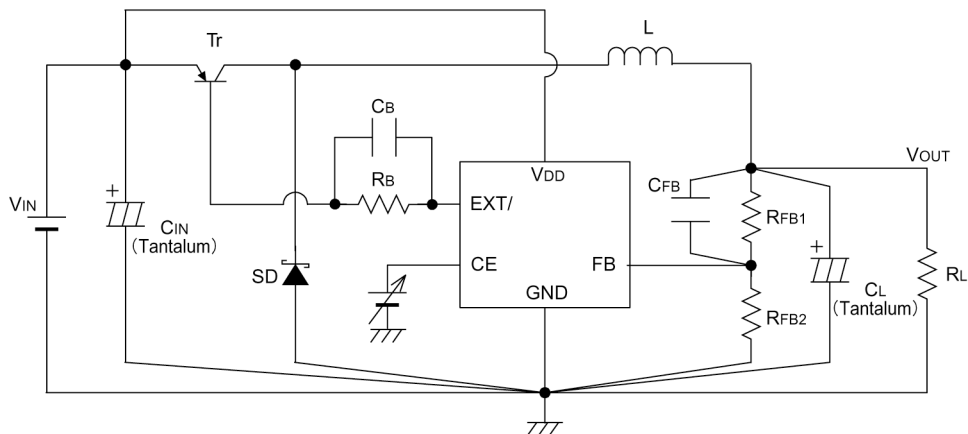 Tr
L
CB
RB
VDD
EXT/
CE
FB
GND
VIN
+
CIN
(Tantalum)
SD
CFB
RFB1
RFB2
VOUT
+
CL
(Tantalum)
RL